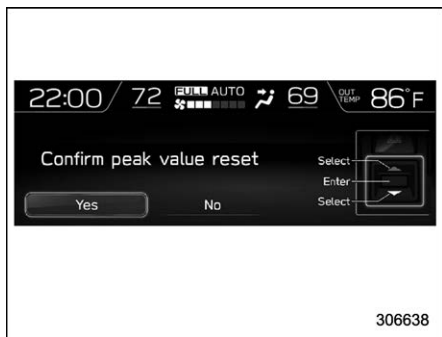 22:00 72 FULL AUTO 69 OUT TEMP 86°F
Confirm peak value reset
Select
Enter
Select
Yes No
306638